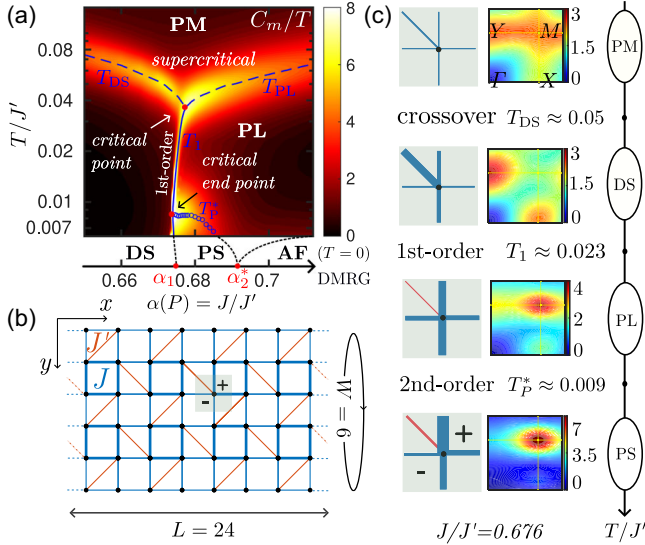 (a)
PM
C_m/T
8
6
4
2
0
0.08
0.04
0.01
0.007
T/J'
supercritical
T_DS
T_PL
critical
point
1st-order
T_1
PL
critical
end point
T_P^*
DS
PS
AF
(T = 0)
DMRG
0.66
α_1
0.68
α_2^*
0.7
α(P) = J/J'
(b)
x
y
J'
J
+
-
W = 6
L = 24
(c)
Y
M
Γ
X
3
1.5
0
PM
crossover T_DS ≈ 0.05
3
1.5
0
DS
1st-order T_1 ≈ 0.023
4
2
0
PL
2nd-order T_P^* ≈ 0.009
+
-
7
3.5
0
PS
J/J'=0.676
T/J'